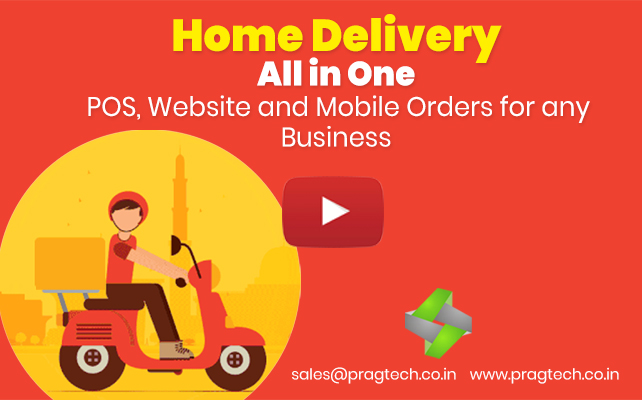 Home Delivery
All in One
POS, Website and Mobile Orders for any
Business
sales@pragtech.co.in www.pragtech.co.in